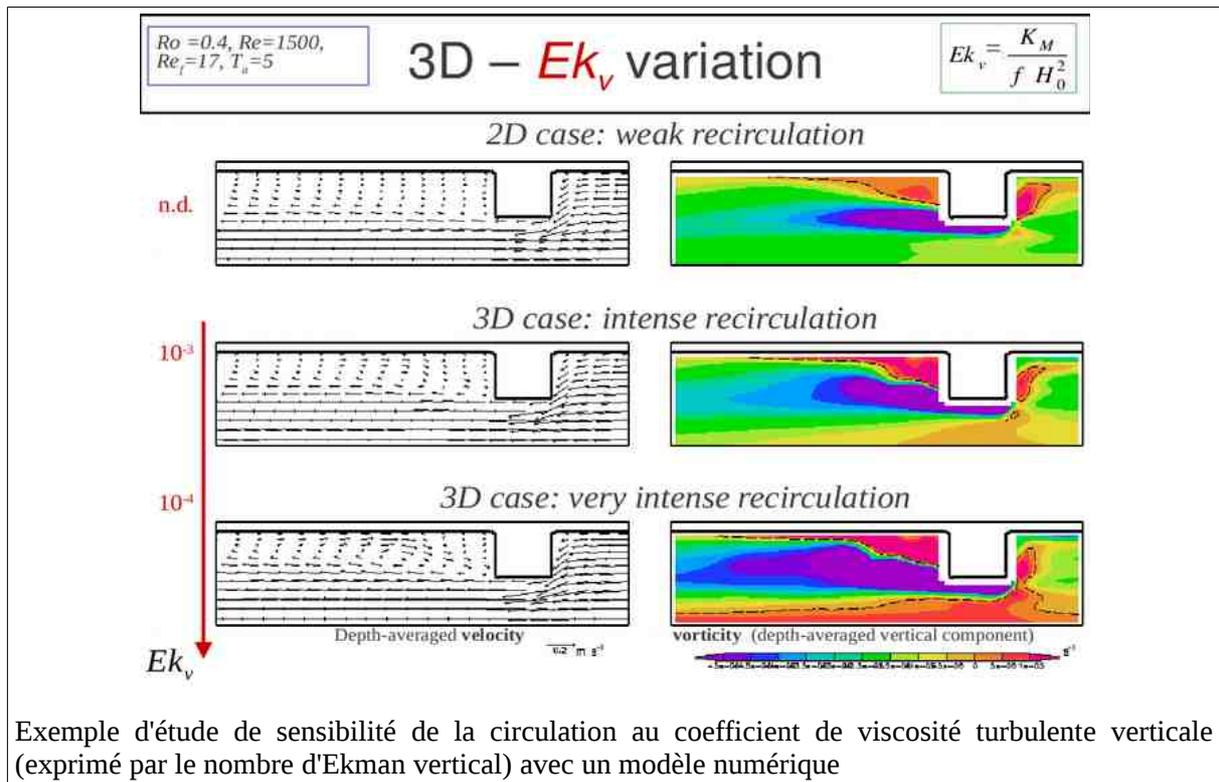 Ro =0.4, Re=1500,
Re_f=17, T_a=5
3D – Ek_v variation
Ek_v = K_M / f H_0^2
2D case: weak recirculation
n.d.
3D case: intense recirculation
10^-3
3D case: very intense recirculation
10^-4
Depth-averaged velocity
0.2 m s^-1
vorticity (depth-averaged vertical component)
s^-1
Ek_v
Exemple d'étude de sensibilité de la circulation au coefficient de viscosité turbulente verticale
(exprimé par le nombre d'Ekman vertical) avec un modèle numérique